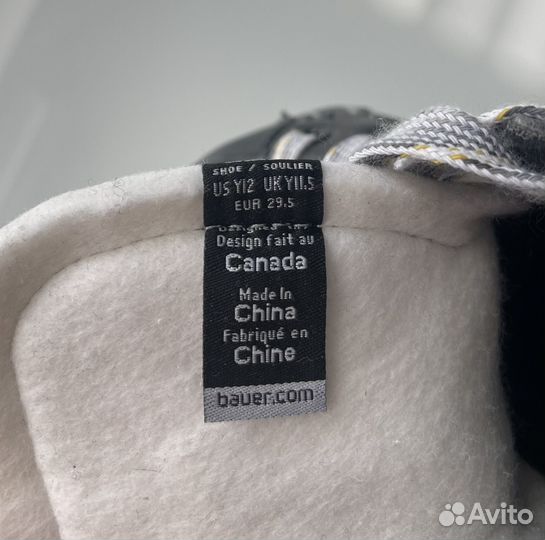 SHOE / SOULIER
US Y12 UK Y11.5
EUR 29.5
Design fait au
Canada
Made In
China
Fabriqué en
Chine
bauer.com
Avito